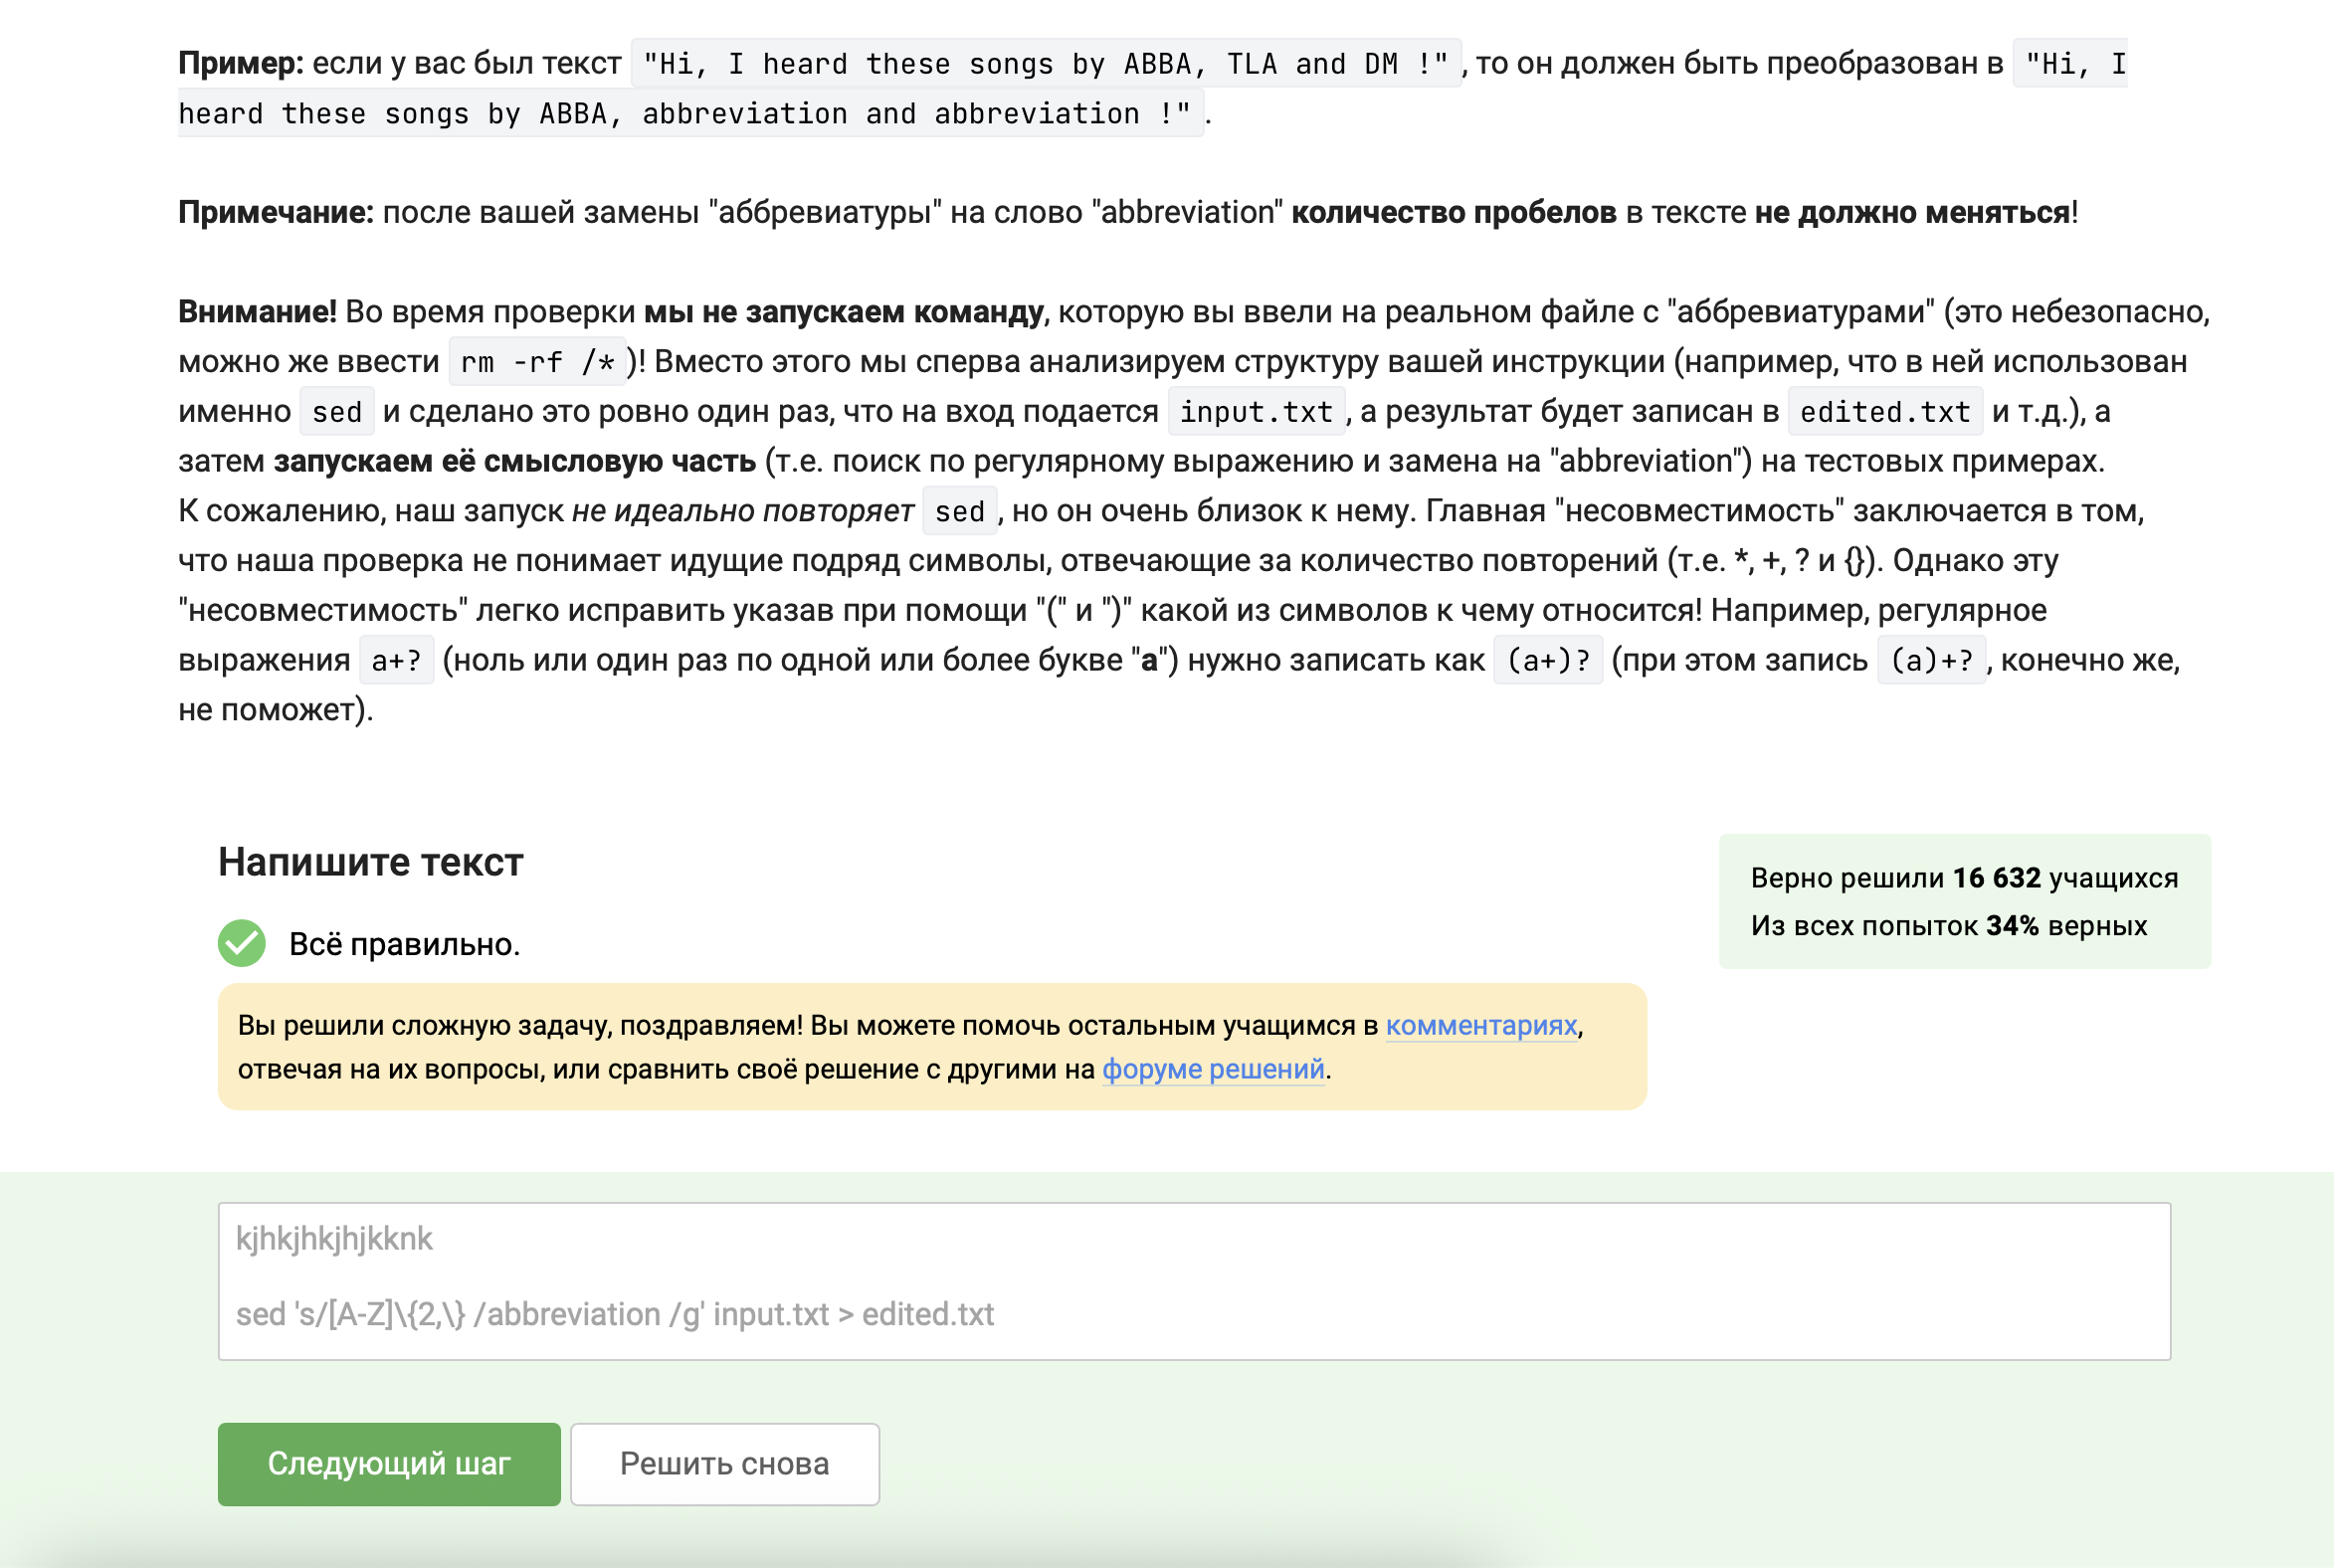 Пример: если у вас был текст "Hi, I heard these songs by ABBA, TLA and DM !", то он должен быть преобразован в "Hi, I
heard these songs by ABBA, abbreviation and abbreviation !".
Примечание: после вашей замены "аббревиатуры" на слово "abbreviation" количество пробелов в тексте не должно меняться!
Внимание! Во время проверки мы не запускаем команду, которую вы ввели на реальном файле с "аббревиатурами" (это небезопасно,
можно же ввести rm -rf /*)! Вместо этого мы сперва анализируем структуру вашей инструкции (например, что в ней использован
именно sed и сделано это ровно один раз, что на вход подается input.txt, а результат будет записан в edited.txt и т.д.), а
затем запускаем её смысловую часть (т.е. поиск по регулярному выражению и замена на "abbreviation") на тестовых примерах.
К сожалению, наш запуск не идеально повторяет sed, но он очень близок к нему. Главная "несовместимость" заключается в том,
что наша проверка не понимает идущие подряд символы, отвечающие за количество повторений (т.е. *, +, ? и {}). Однако эту
"несовместимость" легко исправить указав при помощи "(" и ")" какой из символов к чему относится! Например, регулярное
выражения a+? (ноль или один раз по одной или более букве "a") нужно записать как (a+)? (при этом запись (a)+?, конечно же,
не поможет).
Напишите текст
Верно решили 16 632 учащихся
Из всех попыток 34% верных
Всё правильно.
Вы решили сложную задачу, поздравляем! Вы можете помочь остальным учащимся в комментариях,
отвечая на их вопросы, или сравнить своё решение с другими на форуме решений.
kjhkjhkjhjkknk
sed 's/[A-Z]\{2,\} /abbreviation /g' input.txt > edited.txt
Следующий шаг
Решить снова